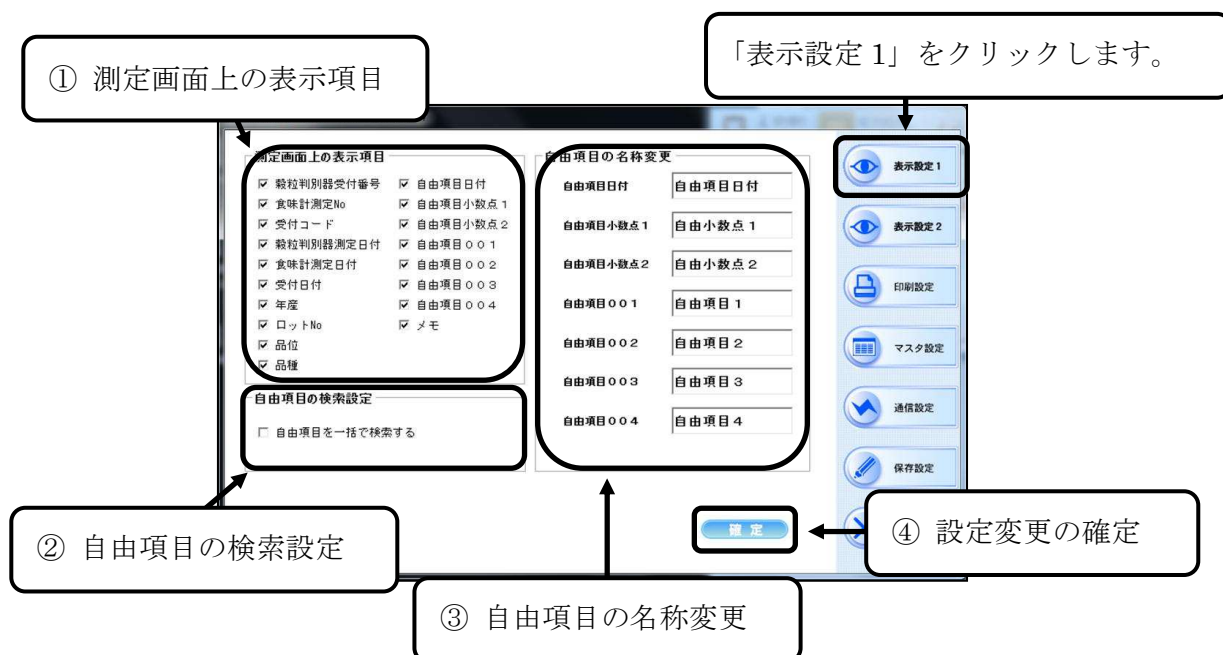 「表示設定1」をクリックします。
① 測定画面上の表示項目
測定画面上の表示項目
穀粒判別器受付番号
食味計測定No
受付コード
穀粒判別器測定日付
食味計測定日付
受付日付
年産
ロットNo
品位
品種
自由項目日付
自由項目小数点1
自由項目小数点2
自由項目001
自由項目002
自由項目003
自由項目004
メモ
自由項目の検索設定
自由項目を一括で検索する
自由項目の名称変更
自由項目日付 自由項目日付
自由項目小数点1 自由小数点1
自由項目小数点2 自由小数点2
自由項目001 自由項目1
自由項目002 自由項目2
自由項目003 自由項目3
自由項目004 自由項目4
確定
表示設定1
表示設定2
印刷設定
マスタ設定
通信設定
保存設定
② 自由項目の検索設定
④ 設定変更の確定
③ 自由項目の名称変更